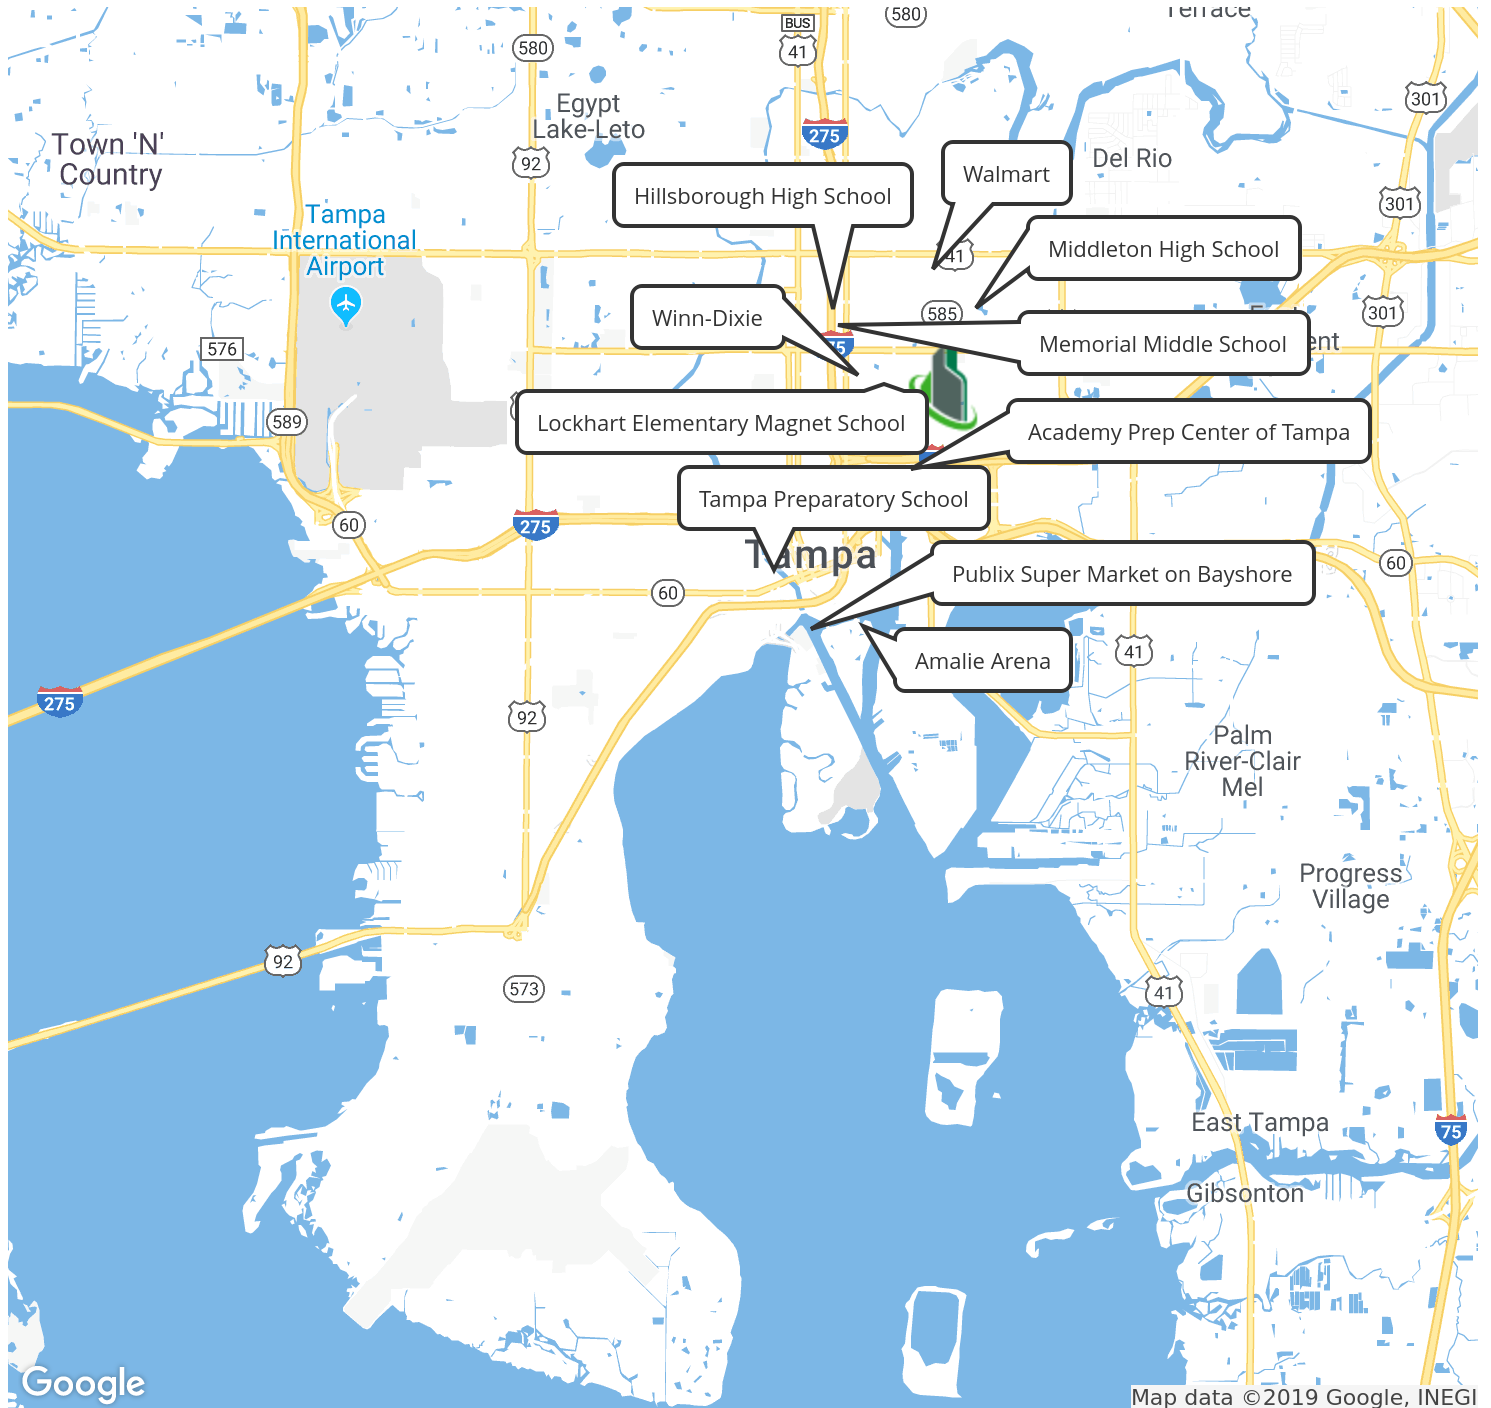 Terrace
580
BUS
41
580
301
Egypt
Lake-Leto
275
Town 'N'
Country
92
Del Rio
Walmart
Hillsborough High School
301
Tampa
International
Airport
41
Middleton High School
585
301
Winn-Dixie
576
Memorial Middle School
589
Lockhart Elementary Magnet School
Academy Prep Center of Tampa
Tampa Preparatory School
60
275
Tampa
60
Publix Super Market on Bayshore
60
41
Amalie Arena
275
92
Palm
River-Clair
Mel
Progress
Village
92
573
41
East Tampa
75
Gibsonton
Google
Map data ©2019 Google, INEGI